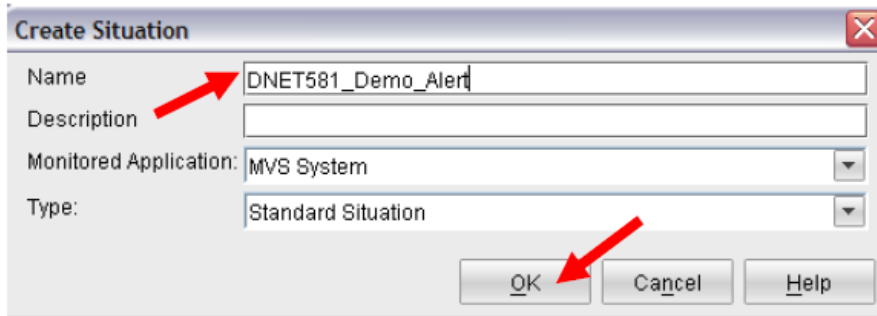 Create Situation
Name DNET581_Demo_Alert
Description
Monitored Application: MVS System
Type: Standard Situation
OK Cancel Help